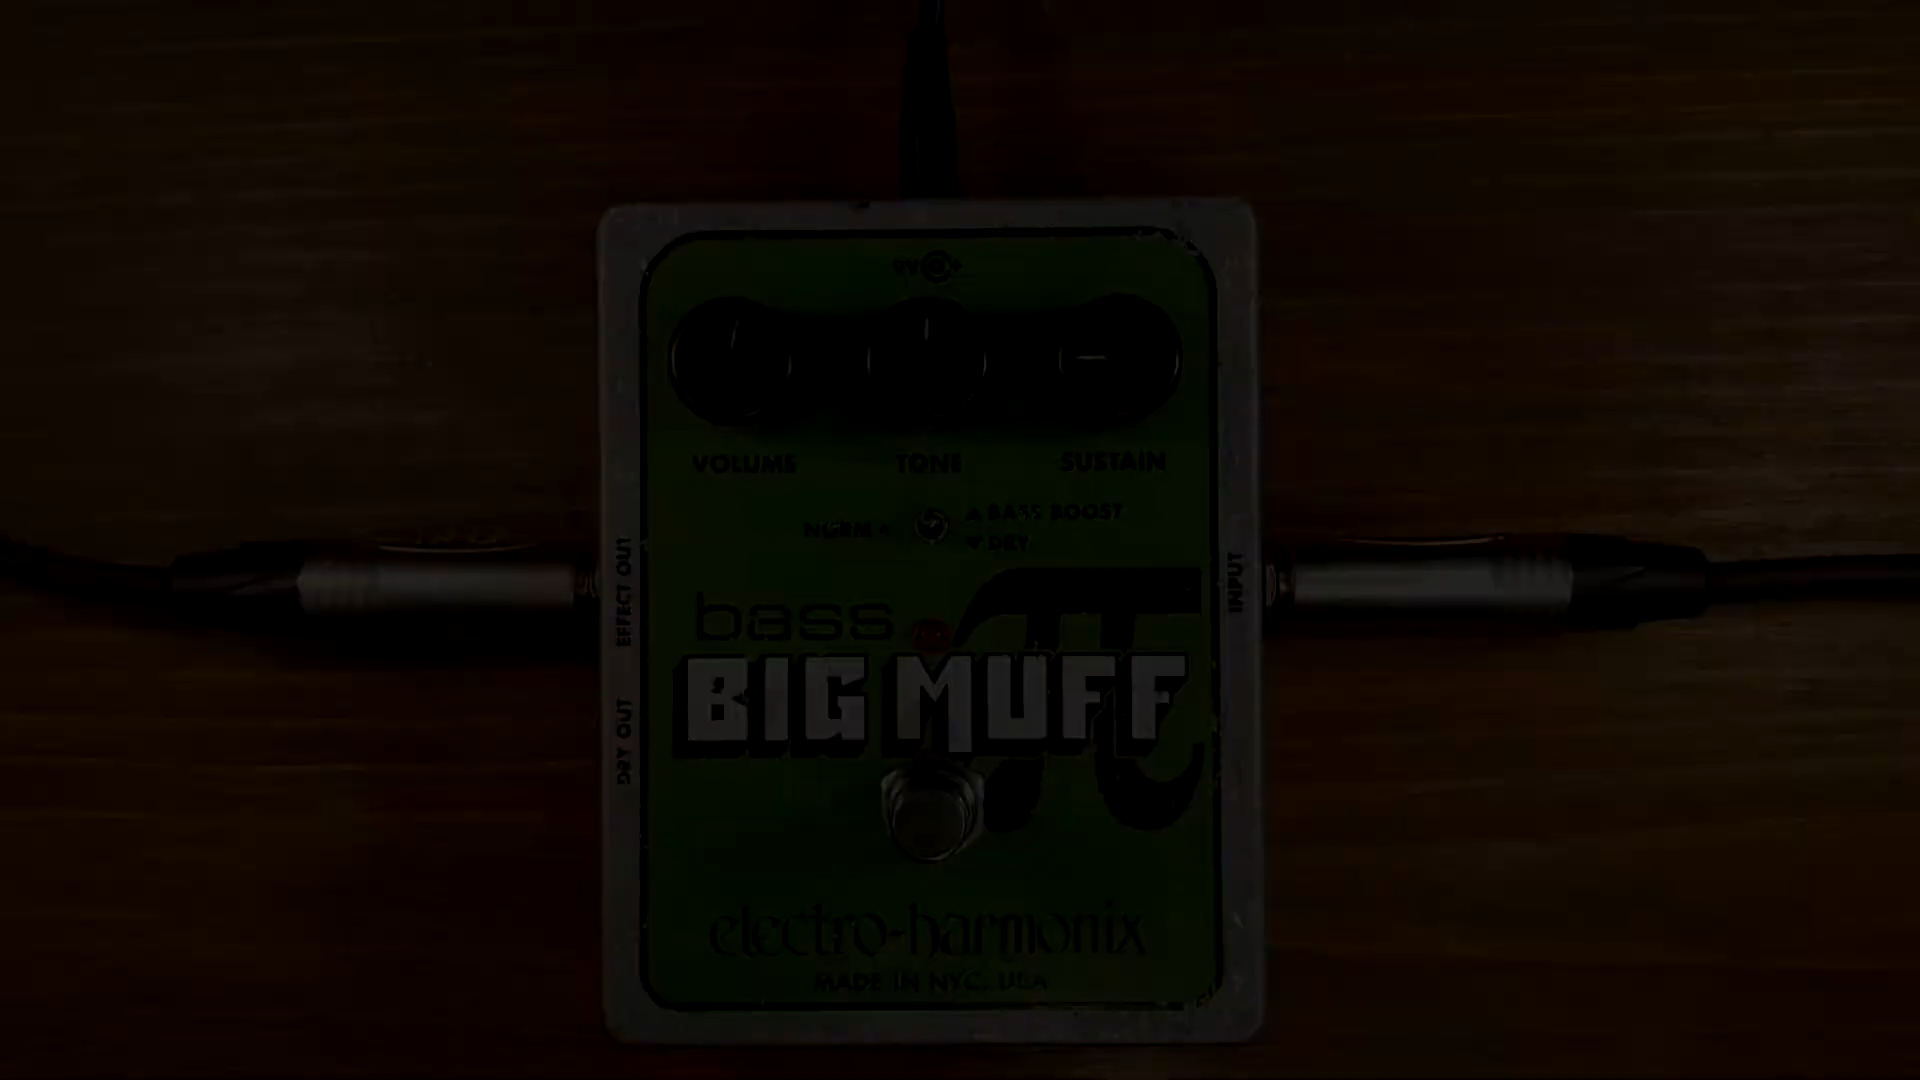 9V
VOLUME TONE SUSTAIN
NORM BASS BOOST
DRY
EFFECT OUT
DRY OUT
INPUT
bass
BIG MUFF
π
electro-harmonix
MADE IN NYC, USA